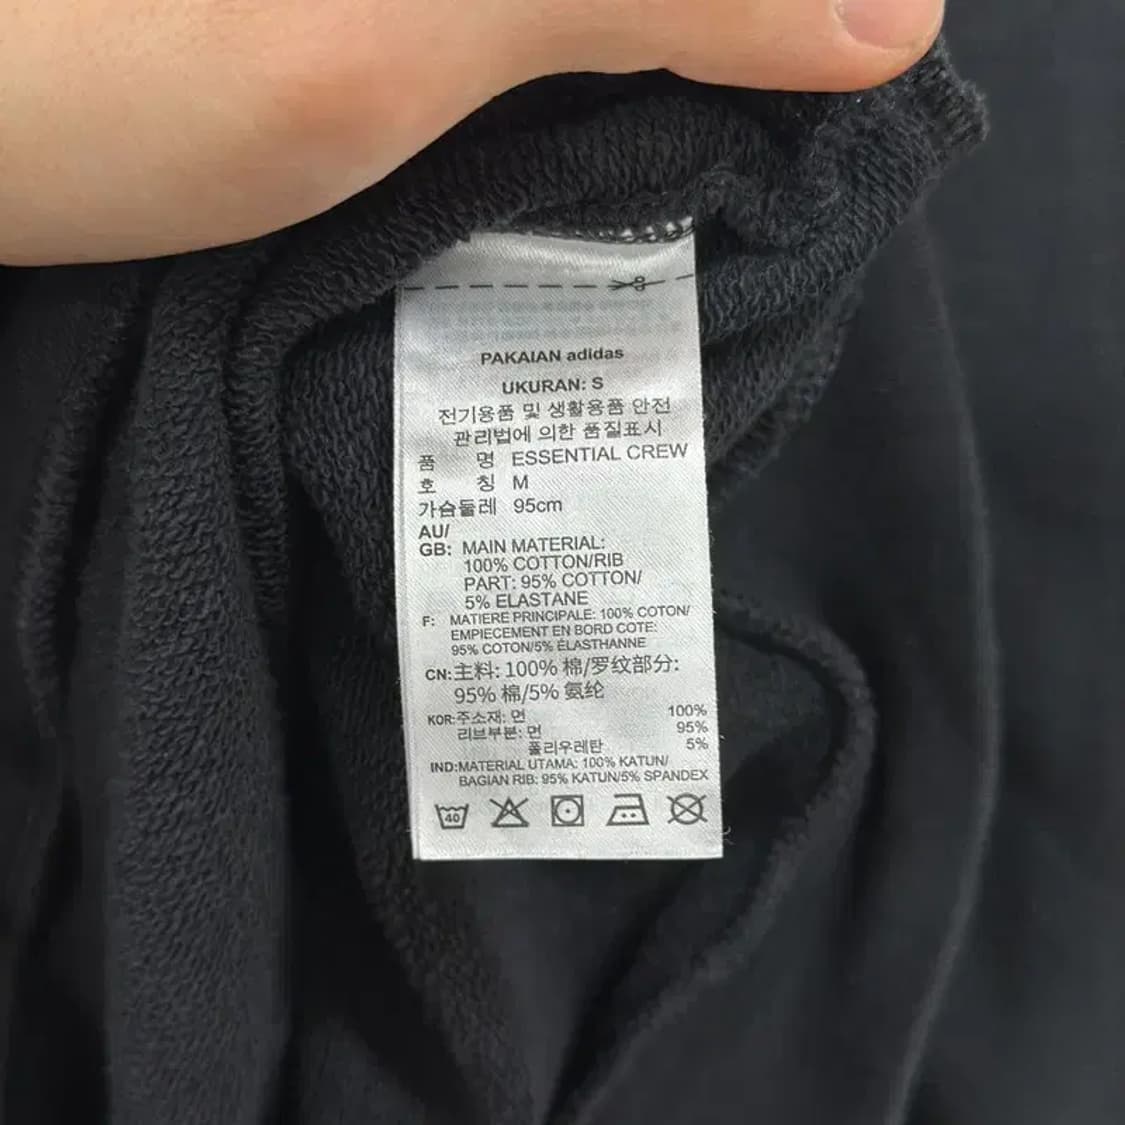 PAKAIAN adidas
UKURAN: S
전기용품 및 생활용품 안전
관리법에 의한 품질표시
품 명 ESSENTIAL CREW
호 칭 M
가슴둘레 95cm
AU/
GB: MAIN MATERIAL:
100% COTTON/RIB
PART: 95% COTTON/
5% ELASTANE
F: MATIERE PRINCIPALE: 100% COTON/
EMPIECEMENT EN BORD COTE:
95% COTON/5% ÉLASTHANNE
CN: 主料: 100% 棉/罗纹部分:
95% 棉/5% 氨纶
KOR: 주소재: 면 100%
리브부분: 면 95%
폴리우레탄 5%
IND: MATERIAL UTAMA: 100% KATUN/
BAGIAN RIB: 95% KATUN/5% SPANDEX
40